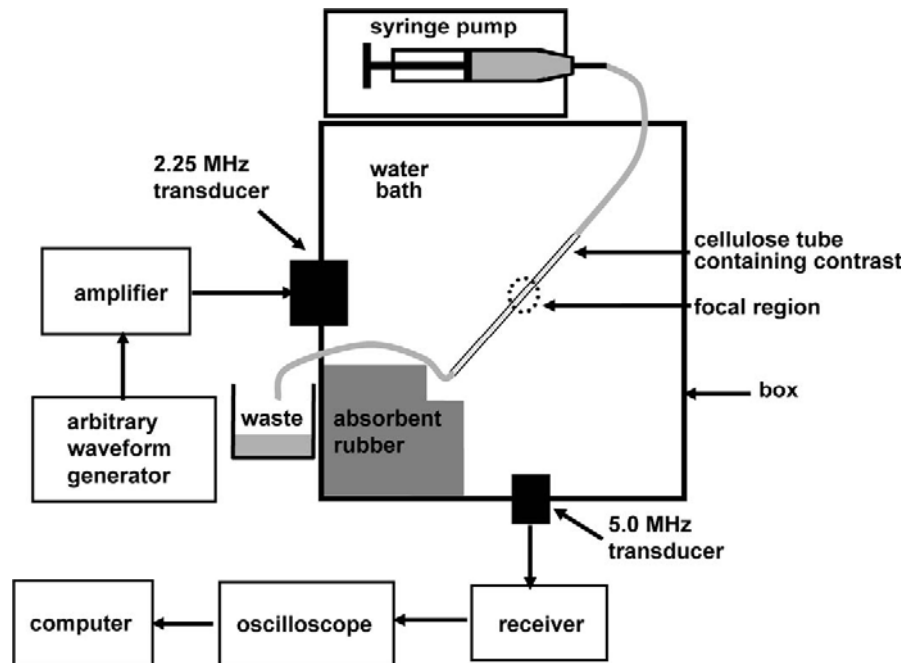 syringe pump
2.25 MHz
transducer
water
bath
cellulose tube
containing contrast
focal region
amplifier
box
waste
absorbent
rubber
arbitrary
waveform
generator
5.0 MHz
transducer
computer
oscilloscope
receiver